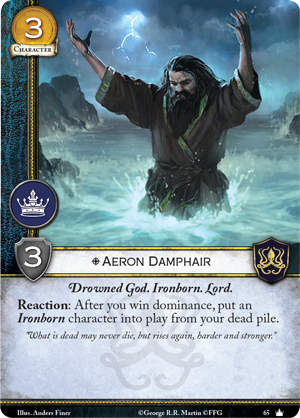 3
CHARACTER
3
AERON DAMPHAIR
Drowned God. Ironborn. Lord.
Reaction: After you win dominance, put an
Ironborn character into play from your dead pile.
"What is dead may never die, but rises again, harder and stronger."
Illus. Anders Finer ©George R.R. Martin ©FFG 65